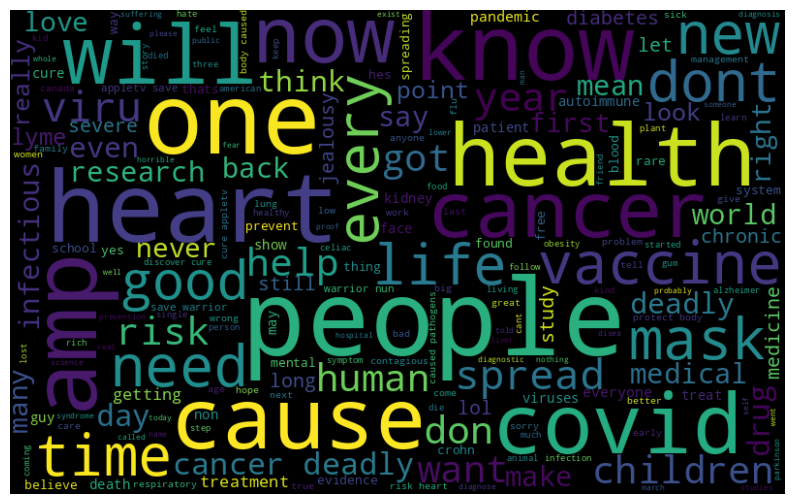 suffering
hate
feel
pandemic
diabetes
exist
sick
diagnosis
love
way
story
please
public
body caused
keep
spreading
let
new
kid
died
three
now
know
will
whole
cure
appletv save
thats
american
hes
think
point
mean
management
someone
dont
canada
really
viru
one
every
year
autoimmune
look
man
learn
lyme
severe
say
first
flu
lower
plant
women
even
fear
jealousy
anyone
patient
blood
rare
right
family
horrible
research
back
got
health
friend
infectious
heart
kidney
food
cancer
give
system
women
lung
low
proof
work
last
free
world
healthy
prevent
face
chronic
school
yes
never
show
celiac
found
obesity
problem
started
tell
discover cure
cure appletv
help
thing
life
vaccine
well
good
still
warrior nun
follow
living
kind
gum
probably
alzheimer
amp
save warrior
big
great
study
deadly
protect body
medicine
prevention
single
wrong
person
may
people
cant
mask
rich
risk
hospital
bad
told
liver
disea
science
real
mental
symptom
contagious
caused pathogens
diagnostic
nothing
many
lost
need
human
spread
medical
getting
age
hope
long
next
come
viruses
everyone
treat
better
drug
went
self
guy
day
non
step
lol
die
sorry
much
early
syndrome
today
cause
covid
care
called
name
don
crohn
animal
infection
parkinson
coming
time
cancer deadly
want
make
children
believe
death
respiratory
treatment
true
evidence
risk heart
diagnose
march
studies